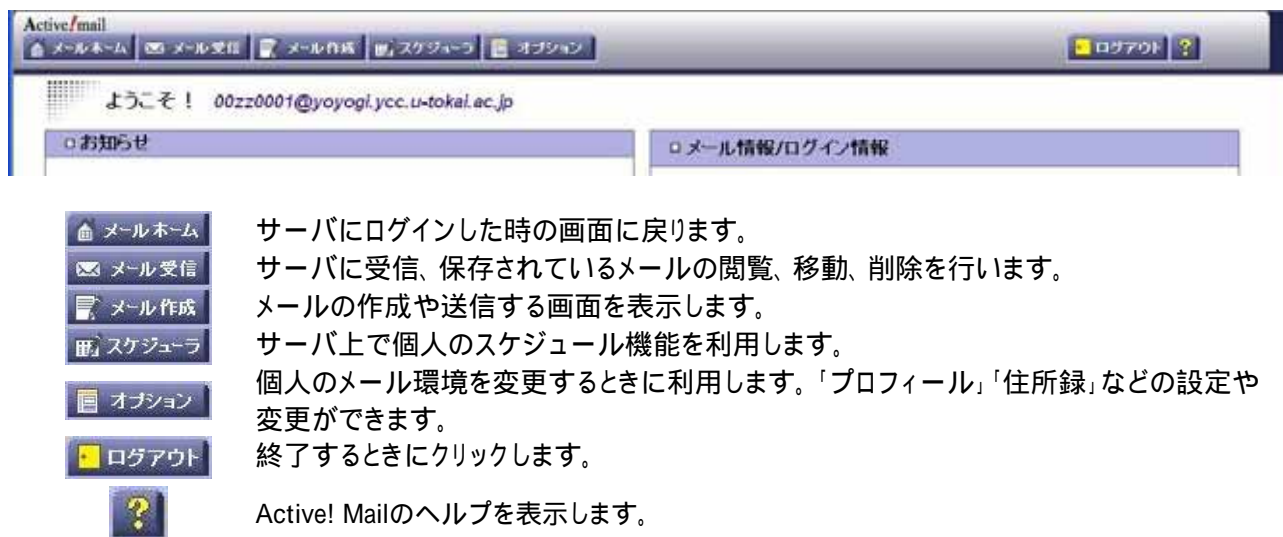 Active!mail
メールホーム メール受信 メール作成 スケジューラ オプション ログアウト ?
ようこそ! 00zz0001@yoyogi.ycc.u-tokai.ac.jp
お知らせ メール情報/ログイン情報
メールホーム サーバにログインした時の画面に戻ります。
メール受信 サーバに受信、保存されているメールの閲覧、移動、削除を行います。
メール作成 メールの作成や送信する画面を表示します。
スケジューラ サーバ上で個人のスケジュール機能を利用します。
オプション 個人のメール環境を変更するときに利用します。「プロフィール」「住所録」などの設定や
変更ができます。
ログアウト 終了するときにクリックします。
? Active! Mailのヘルプを表示します。